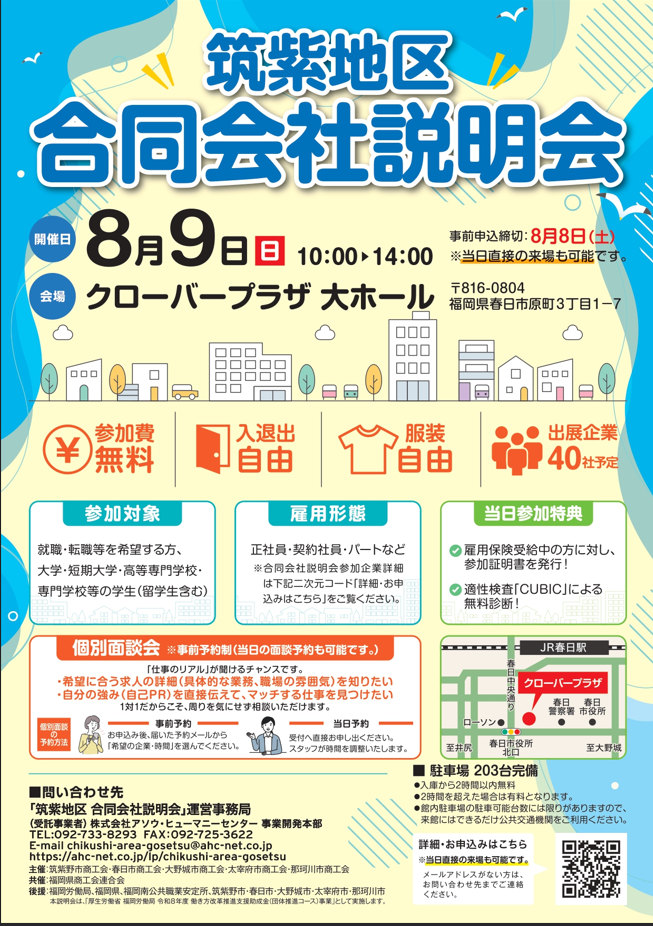 筑紫地区
合同会社説明会
開催日
8月9日 日 10:00▶14:00
事前申込締切:8月8日(土)
※当日直接の来場も可能です。
会場
クローバープラザ 大ホール
〒816-0804
福岡県春日市原町3丁目1−7
参加費
無料
入退出
自由
服装
自由
出展企業
40社予定
参加対象
就職・転職等を希望する方、
大学・短期大学・高等専門学校・
専門学校等の学生(留学生含む)
雇用形態
正社員・契約社員・パートなど
※合同会社説明会参加企業詳細
は下記二次元コード「詳細・お申
込みはこちら」をご覧ください。
当日参加特典
雇用保険受給中の方に対し、
参加証明書を発行!
適性検査「CUBIC」による
無料診断!
個別面談会 ※事前予約制(当日の面談予約も可能です。)
「仕事のリアル」が聞けるチャンスです。
・希望に合う求人の詳細(具体的な業務、職場の雰囲気)を知りたい
・自分の強み(自己PR)を直接伝えて、マッチする仕事を見つけたい
1対1だからこそ、周りを気にせず相談いただけます。
個別面談
の
予約方法
事前予約
お申込み後、届いた予約メールから
「希望の企業・時間」を選んでください。
当日予約
受付へ直接お申し出ください。
スタッフが時間を調整いたします。
JR春日駅
春日中央通り
クローバープラザ
ローソン
春日
警察署
春日
市役所
至井尻
春日市役所
北口
至大野城
■ 駐車場 203台完備
●入庫から2時間以内無料
●2時間を超えた場合は有料となります。
●館内駐車場の駐車可能台数には限りがありますので、
来館にはできるだけ公共交通機関をご利用ください。
■問い合わせ先
「筑紫地区 合同会社説明会」運営事務局
(受託事業者) 株式会社アソウ・ヒューマニーセンター 事業開発本部
TEL:092-733-8293 FAX:092-725-3622
E-mail chikushi-area-gosetsu@ahc-net.co.jp
https://ahc-net.co.jp/lp/chikushi-area-gosetsu
主催:筑紫野市商工会・春日市商工会・大野城市商工会・太宰府市商工会・那珂川市商工会
共催:福岡県商工会連合会
後援:福岡労働局、福岡県、福岡南公共職業安定所、筑紫野市・春日市・大野城市・太宰府市・那珂川市
本説明会は、「厚生労働省 福岡労働局 令和8年度 働き方改革推進支援助成金(団体推進コース)事業」として実施します。
詳細・お申込みはこちら
※当日直接の来場も可能です。
メールアドレスがない方は、
お問い合わせ先までご連絡
ください。